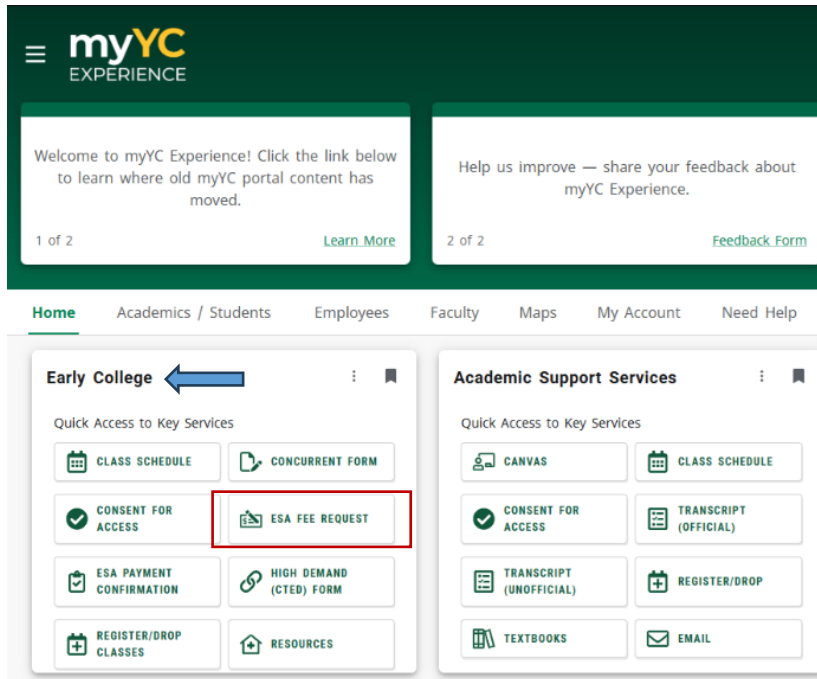 myYC
EXPERIENCE
Welcome to myYC Experience! Click the link below
to learn where old myYC portal content has
moved.
1 of 2
Learn More
Help us improve — share your feedback about
myYC Experience.
2 of 2
Feedback Form
Home
Academics / Students
Employees
Faculty
Maps
My Account
Need Help
Early College
Quick Access to Key Services
CLASS SCHEDULE
CONCURRENT FORM
CONSENT FOR
ACCESS
ESA FEE REQUEST
ESA PAYMENT
CONFIRMATION
HIGH DEMAND
(CTED) FORM
REGISTER/DROP
CLASSES
RESOURCES
Academic Support Services
Quick Access to Key Services
CANVAS
CLASS SCHEDULE
CONSENT FOR
ACCESS
TRANSCRIPT
(OFFICIAL)
TRANSCRIPT
(UNOFFICIAL)
REGISTER/DROP
TEXTBOOKS
EMAIL